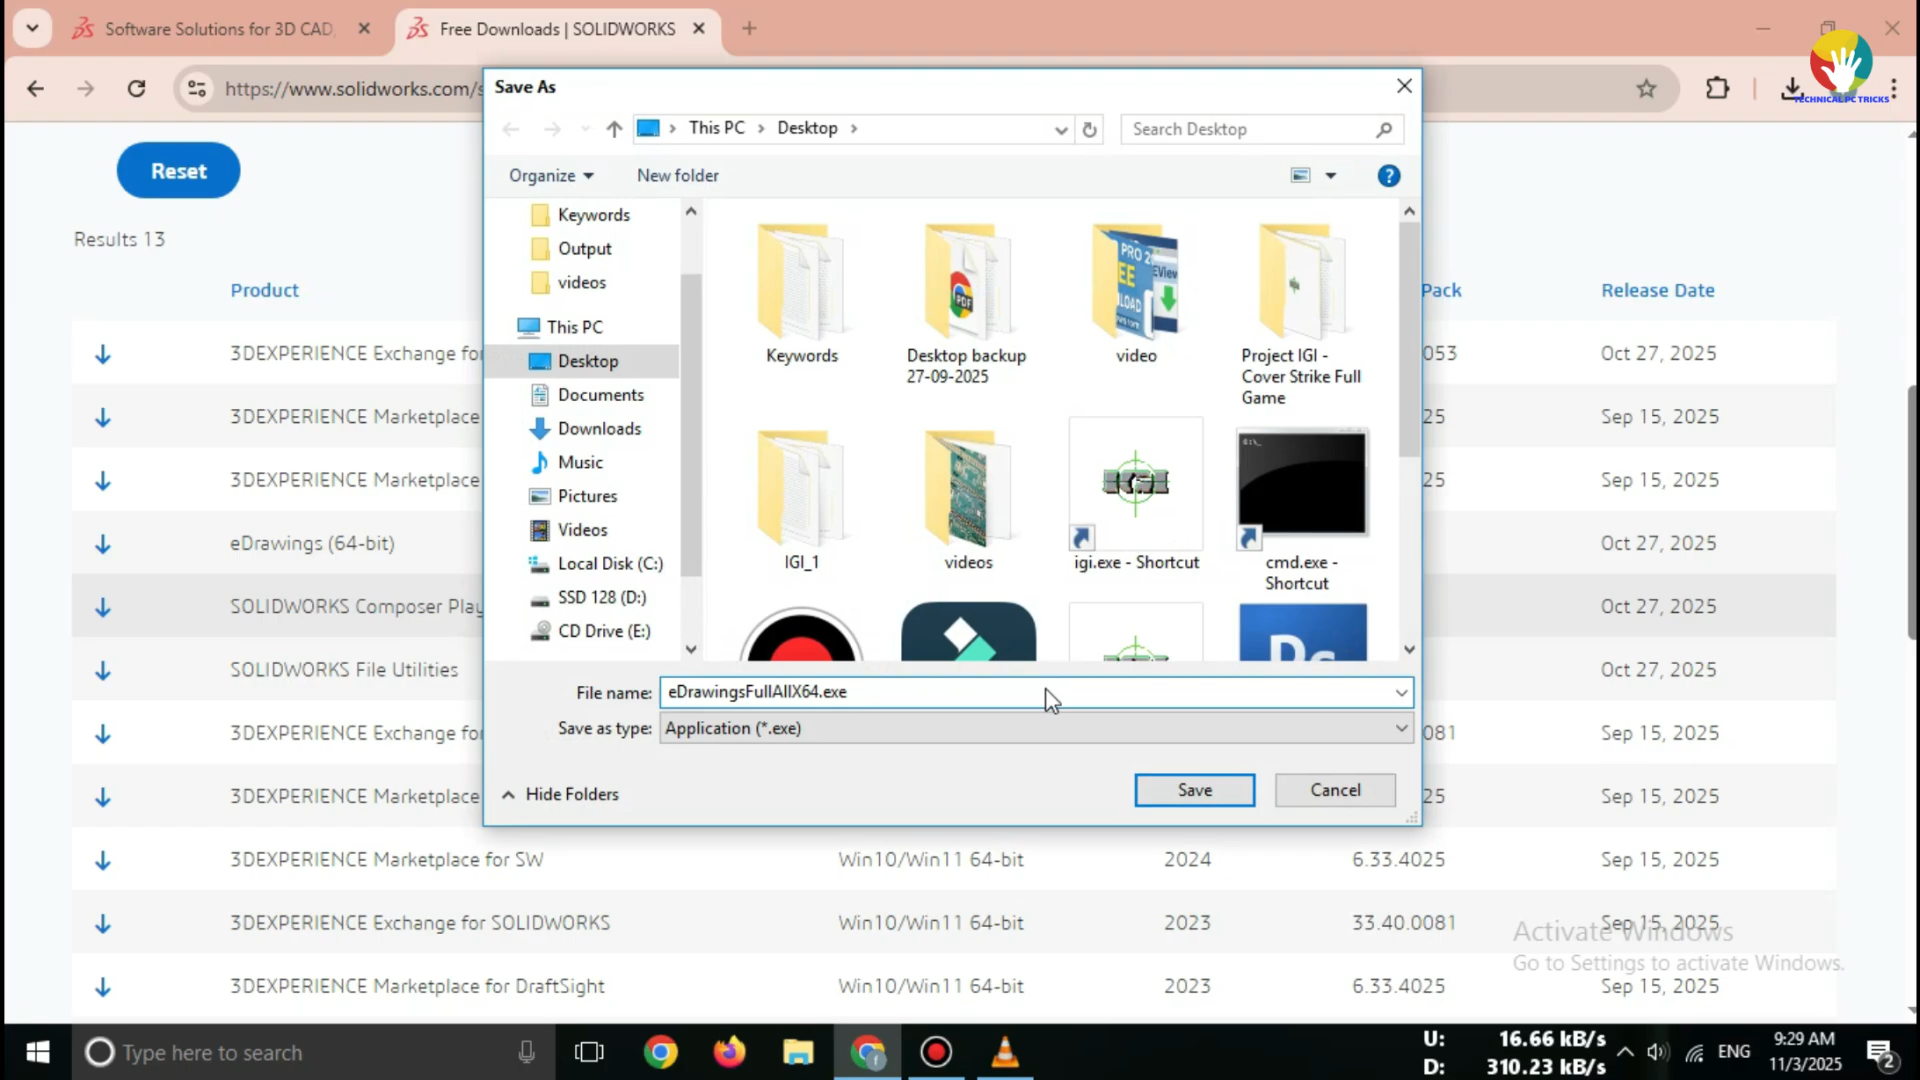 Software Solutions for 3D CAD
Free Downloads | SOLIDWORKS
TECHNICAL PC TRICKS
https://www.solidworks.com/s
Save As
This PC > Desktop >
Search Desktop
Organize
New folder
Reset
Results 13
Product
Pack
Release Date
Keywords
Output
videos
This PC
Desktop
Documents
Downloads
Music
Pictures
Videos
Local Disk (C:)
SSD 128 (D:)
CD Drive (E:)
Keywords
Desktop backup
27-09-2025
video
Project IGI -
Cover Strike Full
Game
IGI_1
videos
igi.exe - Shortcut
cmd.exe -
Shortcut
File name: eDrawingsFullAllX64.exe
Save as type: Application (*.exe)
Hide Folders
Save
Cancel
3DEXPERIENCE Exchange for 053 Oct 27, 2025
3DEXPERIENCE Marketplace 25 Sep 15, 2025
3DEXPERIENCE Marketplace 25 Sep 15, 2025
eDrawings (64-bit) Oct 27, 2025
SOLIDWORKS Composer Play Oct 27, 2025
SOLIDWORKS File Utilities Oct 27, 2025
3DEXPERIENCE Exchange for 081 Sep 15, 2025
3DEXPERIENCE Marketplace 25 Sep 15, 2025
3DEXPERIENCE Marketplace for SW Win10/Win11 64-bit 2024 6.33.4025 Sep 15, 2025
3DEXPERIENCE Exchange for SOLIDWORKS Win10/Win11 64-bit 2023 33.40.0081 Sep 15, 2025
3DEXPERIENCE Marketplace for DraftSight Win10/Win11 64-bit 2023 6.33.4025 Sep 15, 2025
Activate Windows
Go to Settings to activate Windows.
Type here to search
U: 16.66 kB/s
D: 310.23 kB/s
ENG
9:29 AM
11/3/2025
2